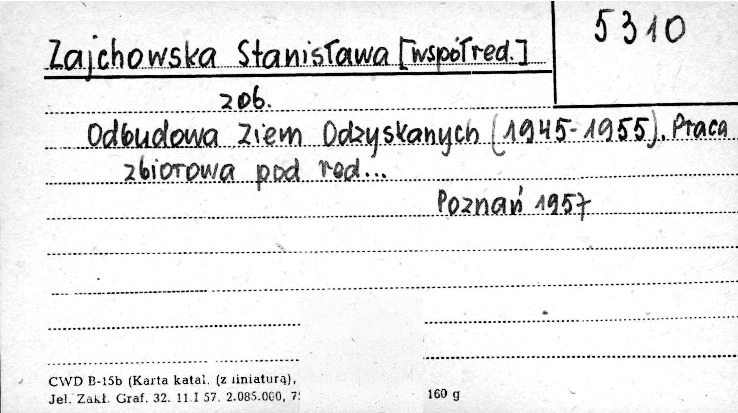 5310
Zajchowska Stanisława [współred.]
zob.
Odbudowa Ziem Odzyskanych (1945-1955). Praca
zbiorowa pod red...
Poznań 1957
CWD B-15b (Karta katal. (z liniaturą),
Jel. Zakł. Graf. 32. 11.I 57. 2.085.000, 160 g